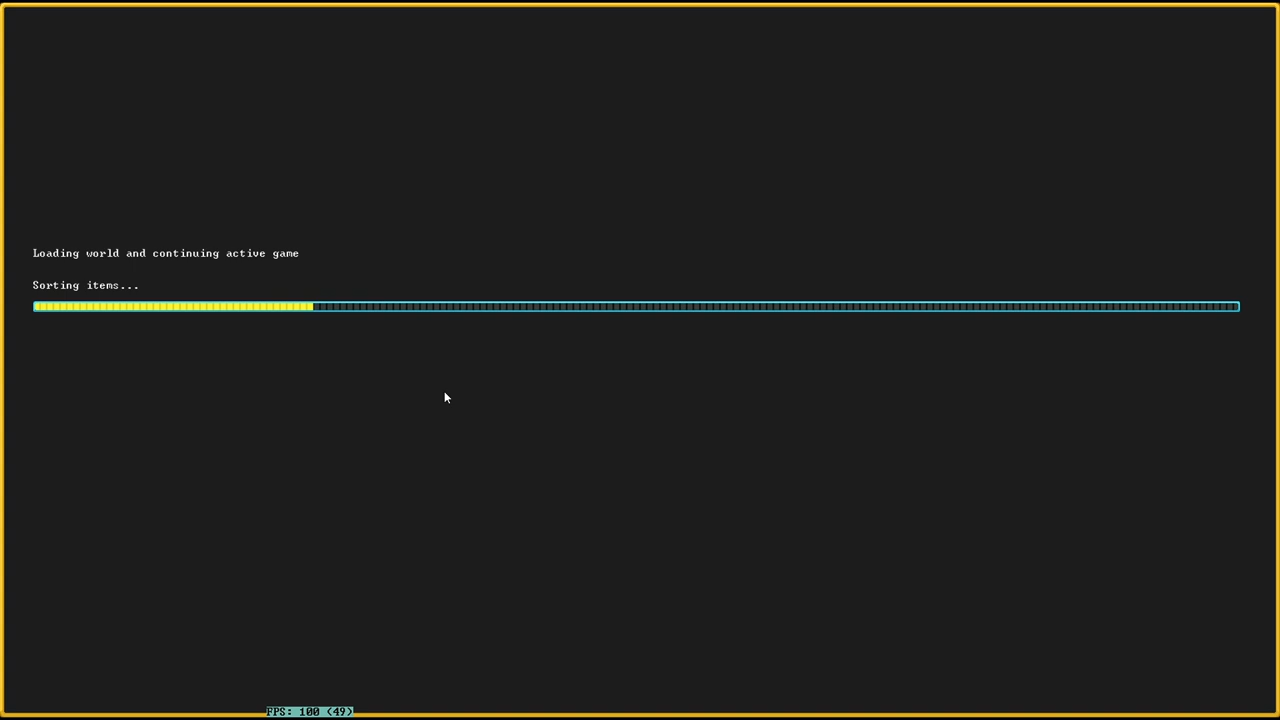 Loading world and continuing active game
Sorting items...
FPS: 100 (49)